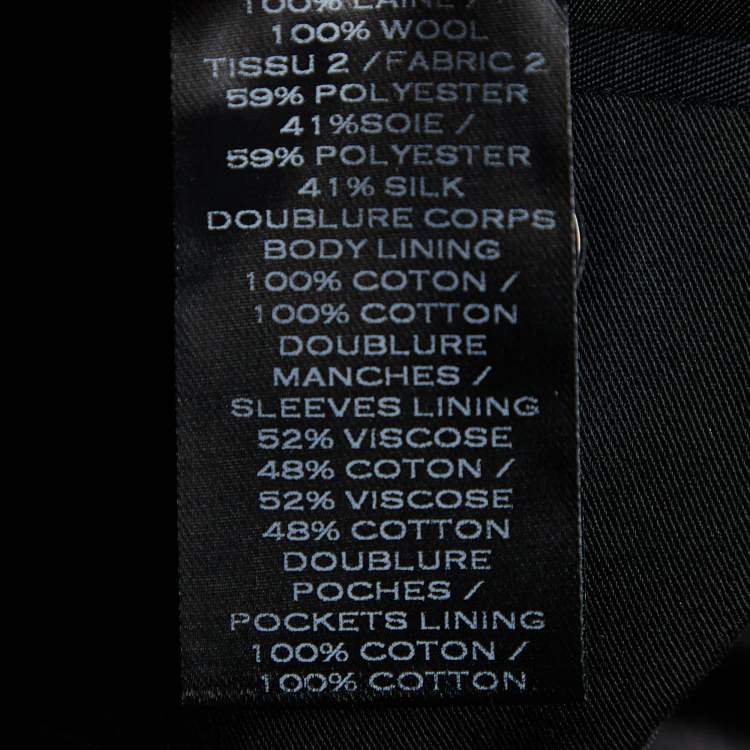 100% LAINE /
100% WOOL
TISSU 2 / FABRIC 2
59% POLYESTER
41%SOIE /
59% POLYESTER
41% SILK
DOUBLURE CORPS
BODY LINING
100% COTON /
100% COTTON
DOUBLURE
MANCHES /
SLEEVES LINING
52% VISCOSE
48% COTON /
52% VISCOSE
48% COTTON
DOUBLURE
POCHES /
POCKETS LINING
100% COTON /
100% COTTON